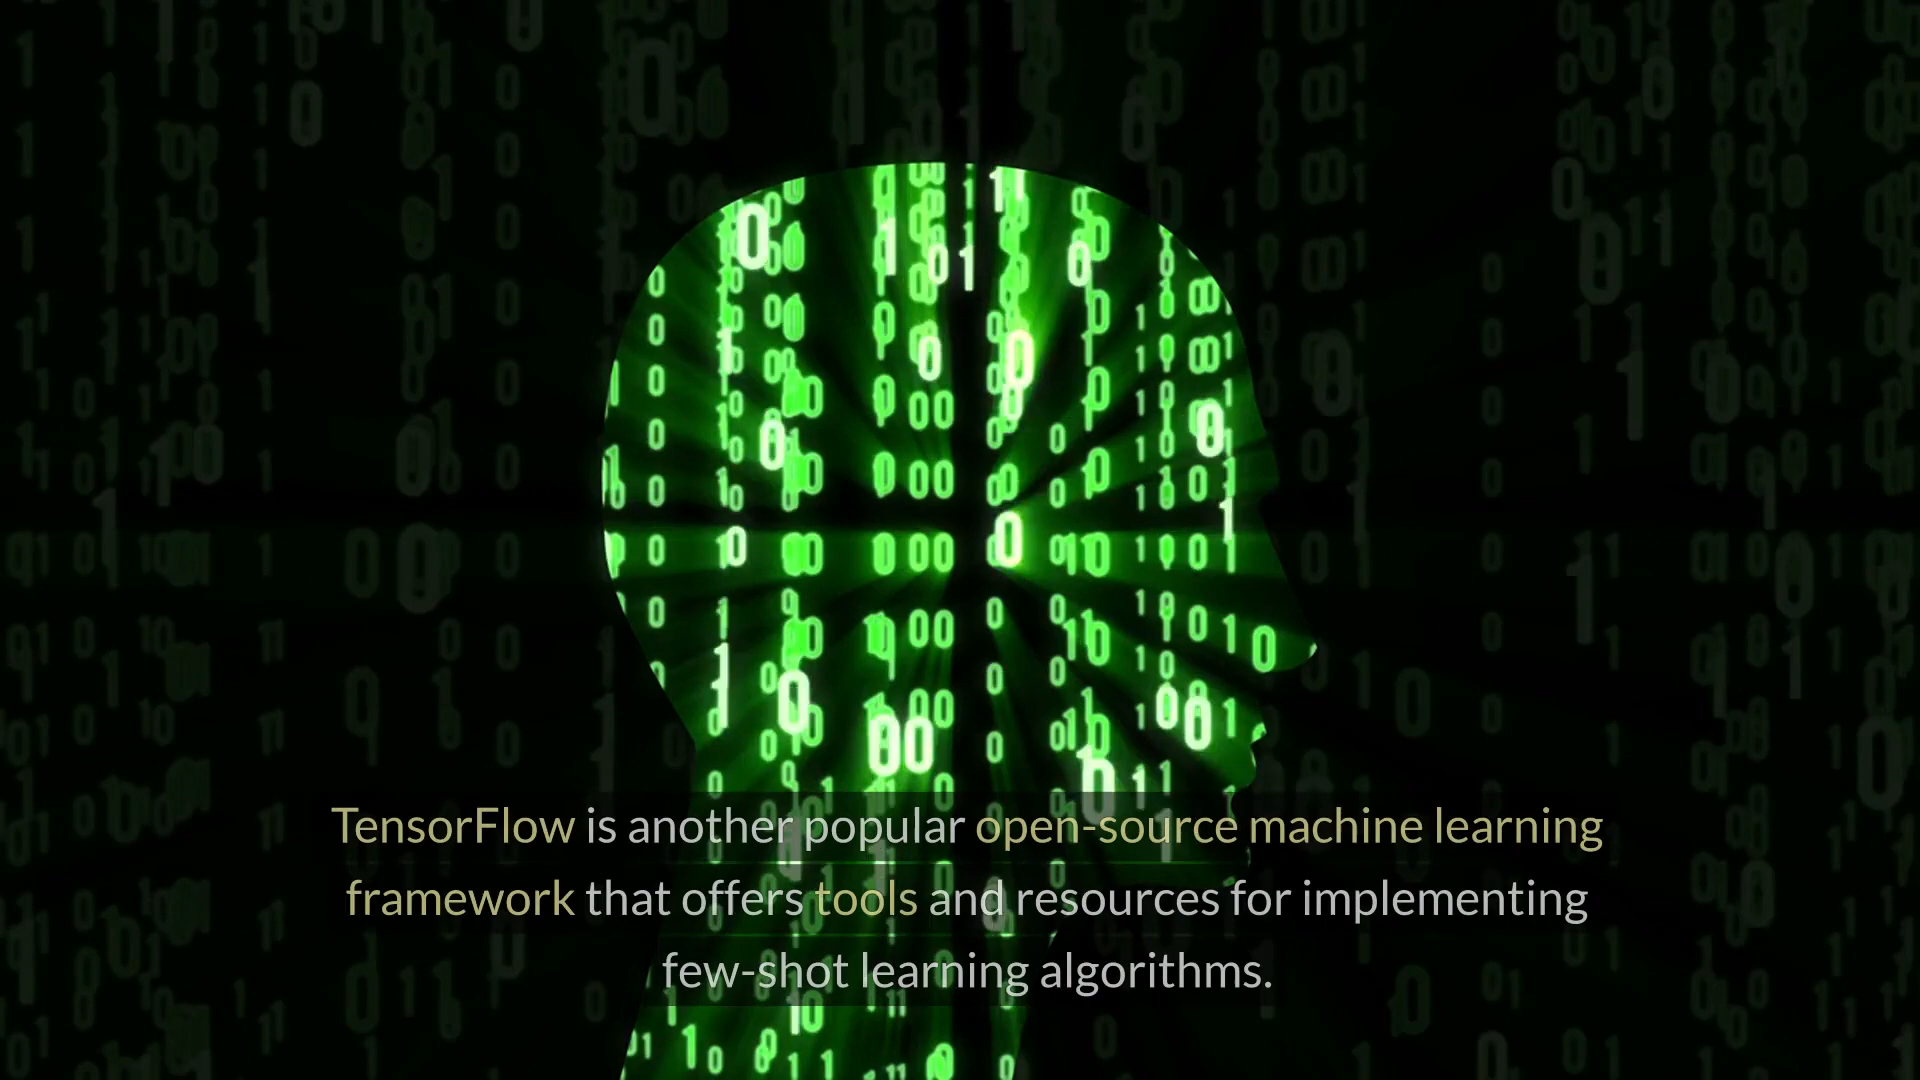 TensorFlow is another popular open-source machine learning
framework that offers tools and resources for implementing
few-shot learning algorithms.